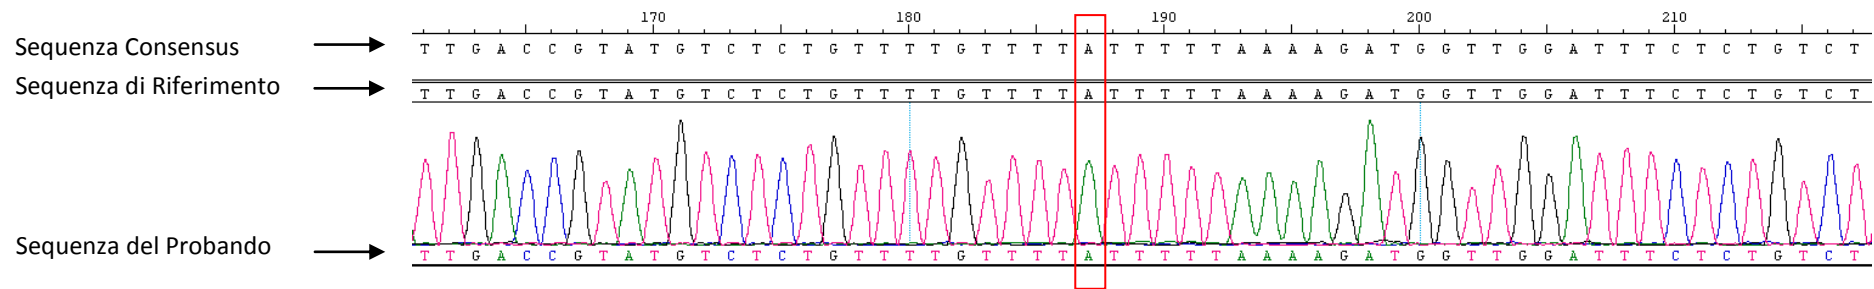 170 180 190 200 210
Sequenza Consensus T T G A C C G T A T G T C T C T G T T T T G T T T T A T T T T T A A A A G A T G G T T G G A T T T C T C T G T C T
Sequenza di Riferimento T T G A C C G T A T G T C T C T G T T T T G T T T T A T T T T T A A A A G A T G G T T G G A T T T C T C T G T C T
Sequenza del Probando T T G A C C G T A T G T C T C T G T T T T G T T T T A T T T T T A A A A G A T G G T T G G A T T T C T C T G T C T